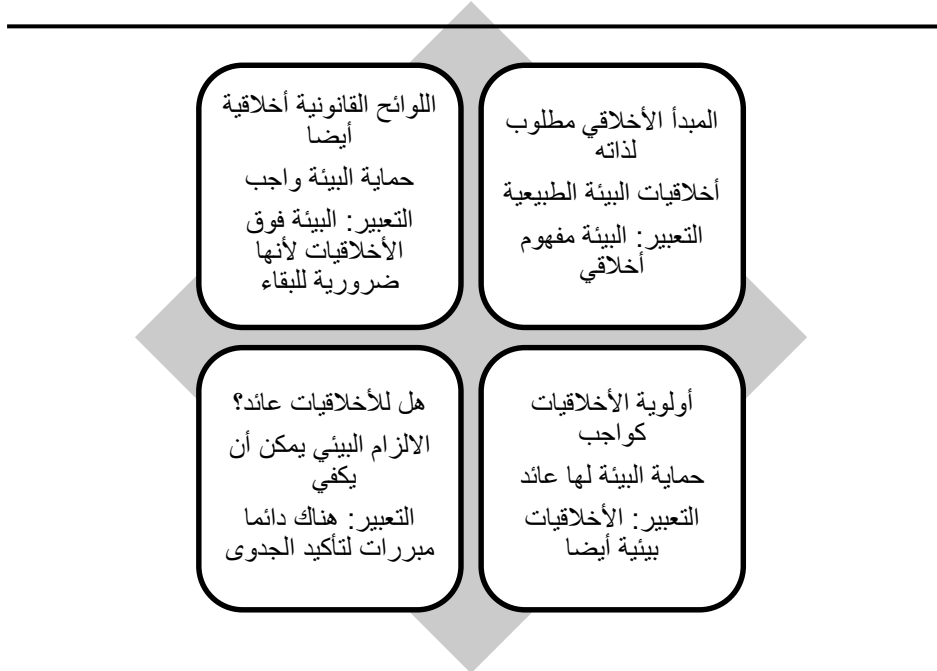 المبدأ الأخلاقي مطلوب
لذاته
أخلاقيات البيئة الطبيعية
التعبير: البيئة مفهوم
أخلاقي
اللوائح القانونية أخلاقية
أيضا
حماية البيئة واجب
التعبير: البيئة فوق
الأخلاقيات لأنها
ضرورية للبقاء
أولوية الأخلاقيات
كواجب
حماية البيئة لها عائد
التعبير: الأخلاقيات
بيئية أيضا
هل للأخلاقيات عائد؟
الالزام البيئي يمكن أن
يكفي
التعبير: هناك دائما
مبررات لتأكيد الجدوى